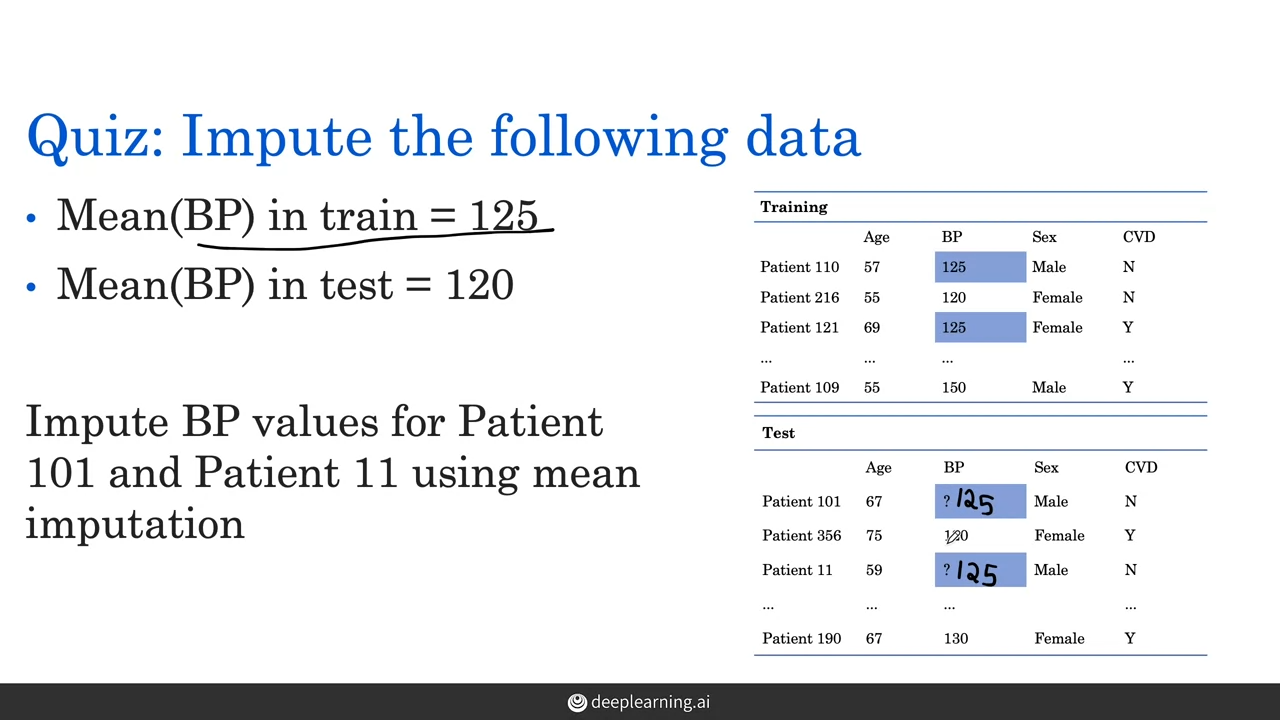 Quiz: Impute the following data
• Mean(BP) in train = 125
• Mean(BP) in test = 120
Impute BP values for Patient
101 and Patient 11 using mean
imputation
Training
Age BP Sex CVD
Patient 110 57 125 Male N
Patient 216 55 120 Female N
Patient 121 69 125 Female Y
... ... ... ...
Patient 109 55 150 Male Y
Test
Age BP Sex CVD
Patient 101 67 ? 125 Male N
Patient 356 75 Female Y
Patient 11 59 ? 125 Male N
... ... ... ...
Patient 190 67 130 Female Y
deeplearning.ai